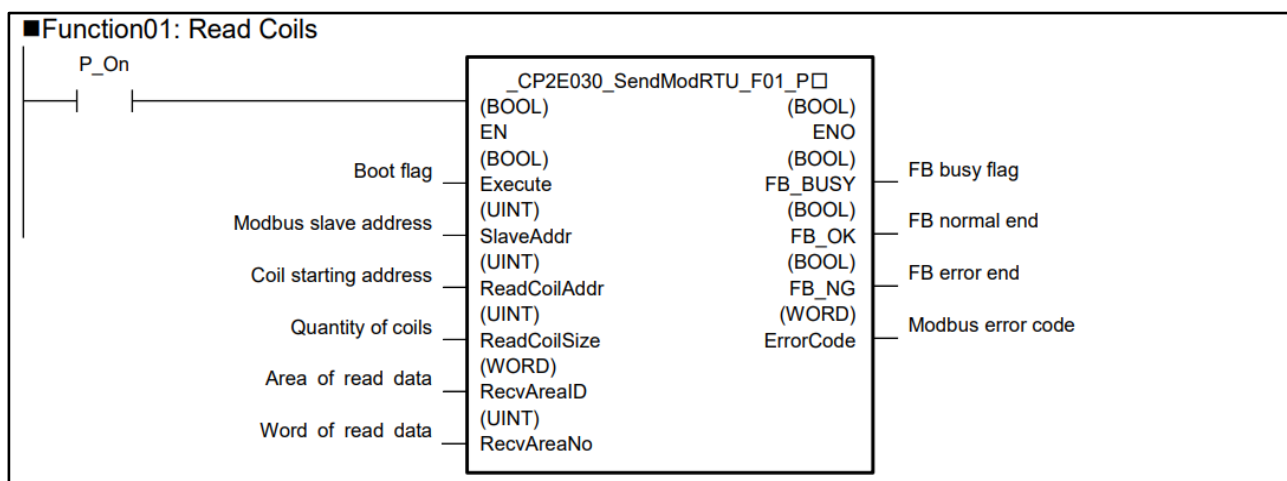 ■Function01: Read Coils
P_On
_CP2E030_SendModRTU_F01_P□
(BOOL) (BOOL)
EN ENO
(BOOL) (BOOL)
Boot flag Execute FB_BUSY FB busy flag
(UINT) (BOOL)
Modbus slave address SlaveAddr FB_OK FB normal end
(UINT) (BOOL)
Coil starting address ReadCoilAddr FB_NG FB error end
(UINT) (WORD)
Quantity of coils ReadCoilSize ErrorCode Modbus error code
(WORD)
Area of read data RecvAreaID
(UINT)
Word of read data RecvAreaNo